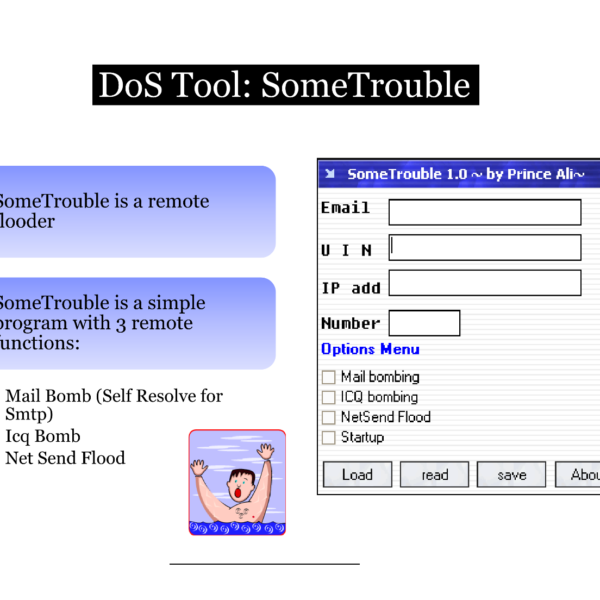 DoS Tool: SomeTrouble
SomeTrouble is a remote
flooder
SomeTrouble is a simple
program with 3 remote
functions:
Mail Bomb (Self Resolve for
Smtp)
Icq Bomb
Net Send Flood
SomeTrouble 1.0 ~ by Prince Ali~
Email
U I N
IP add
Number
Options Menu
Mail bombing
ICQ bombing
NetSend Flood
Startup
Load
read
save
Abou